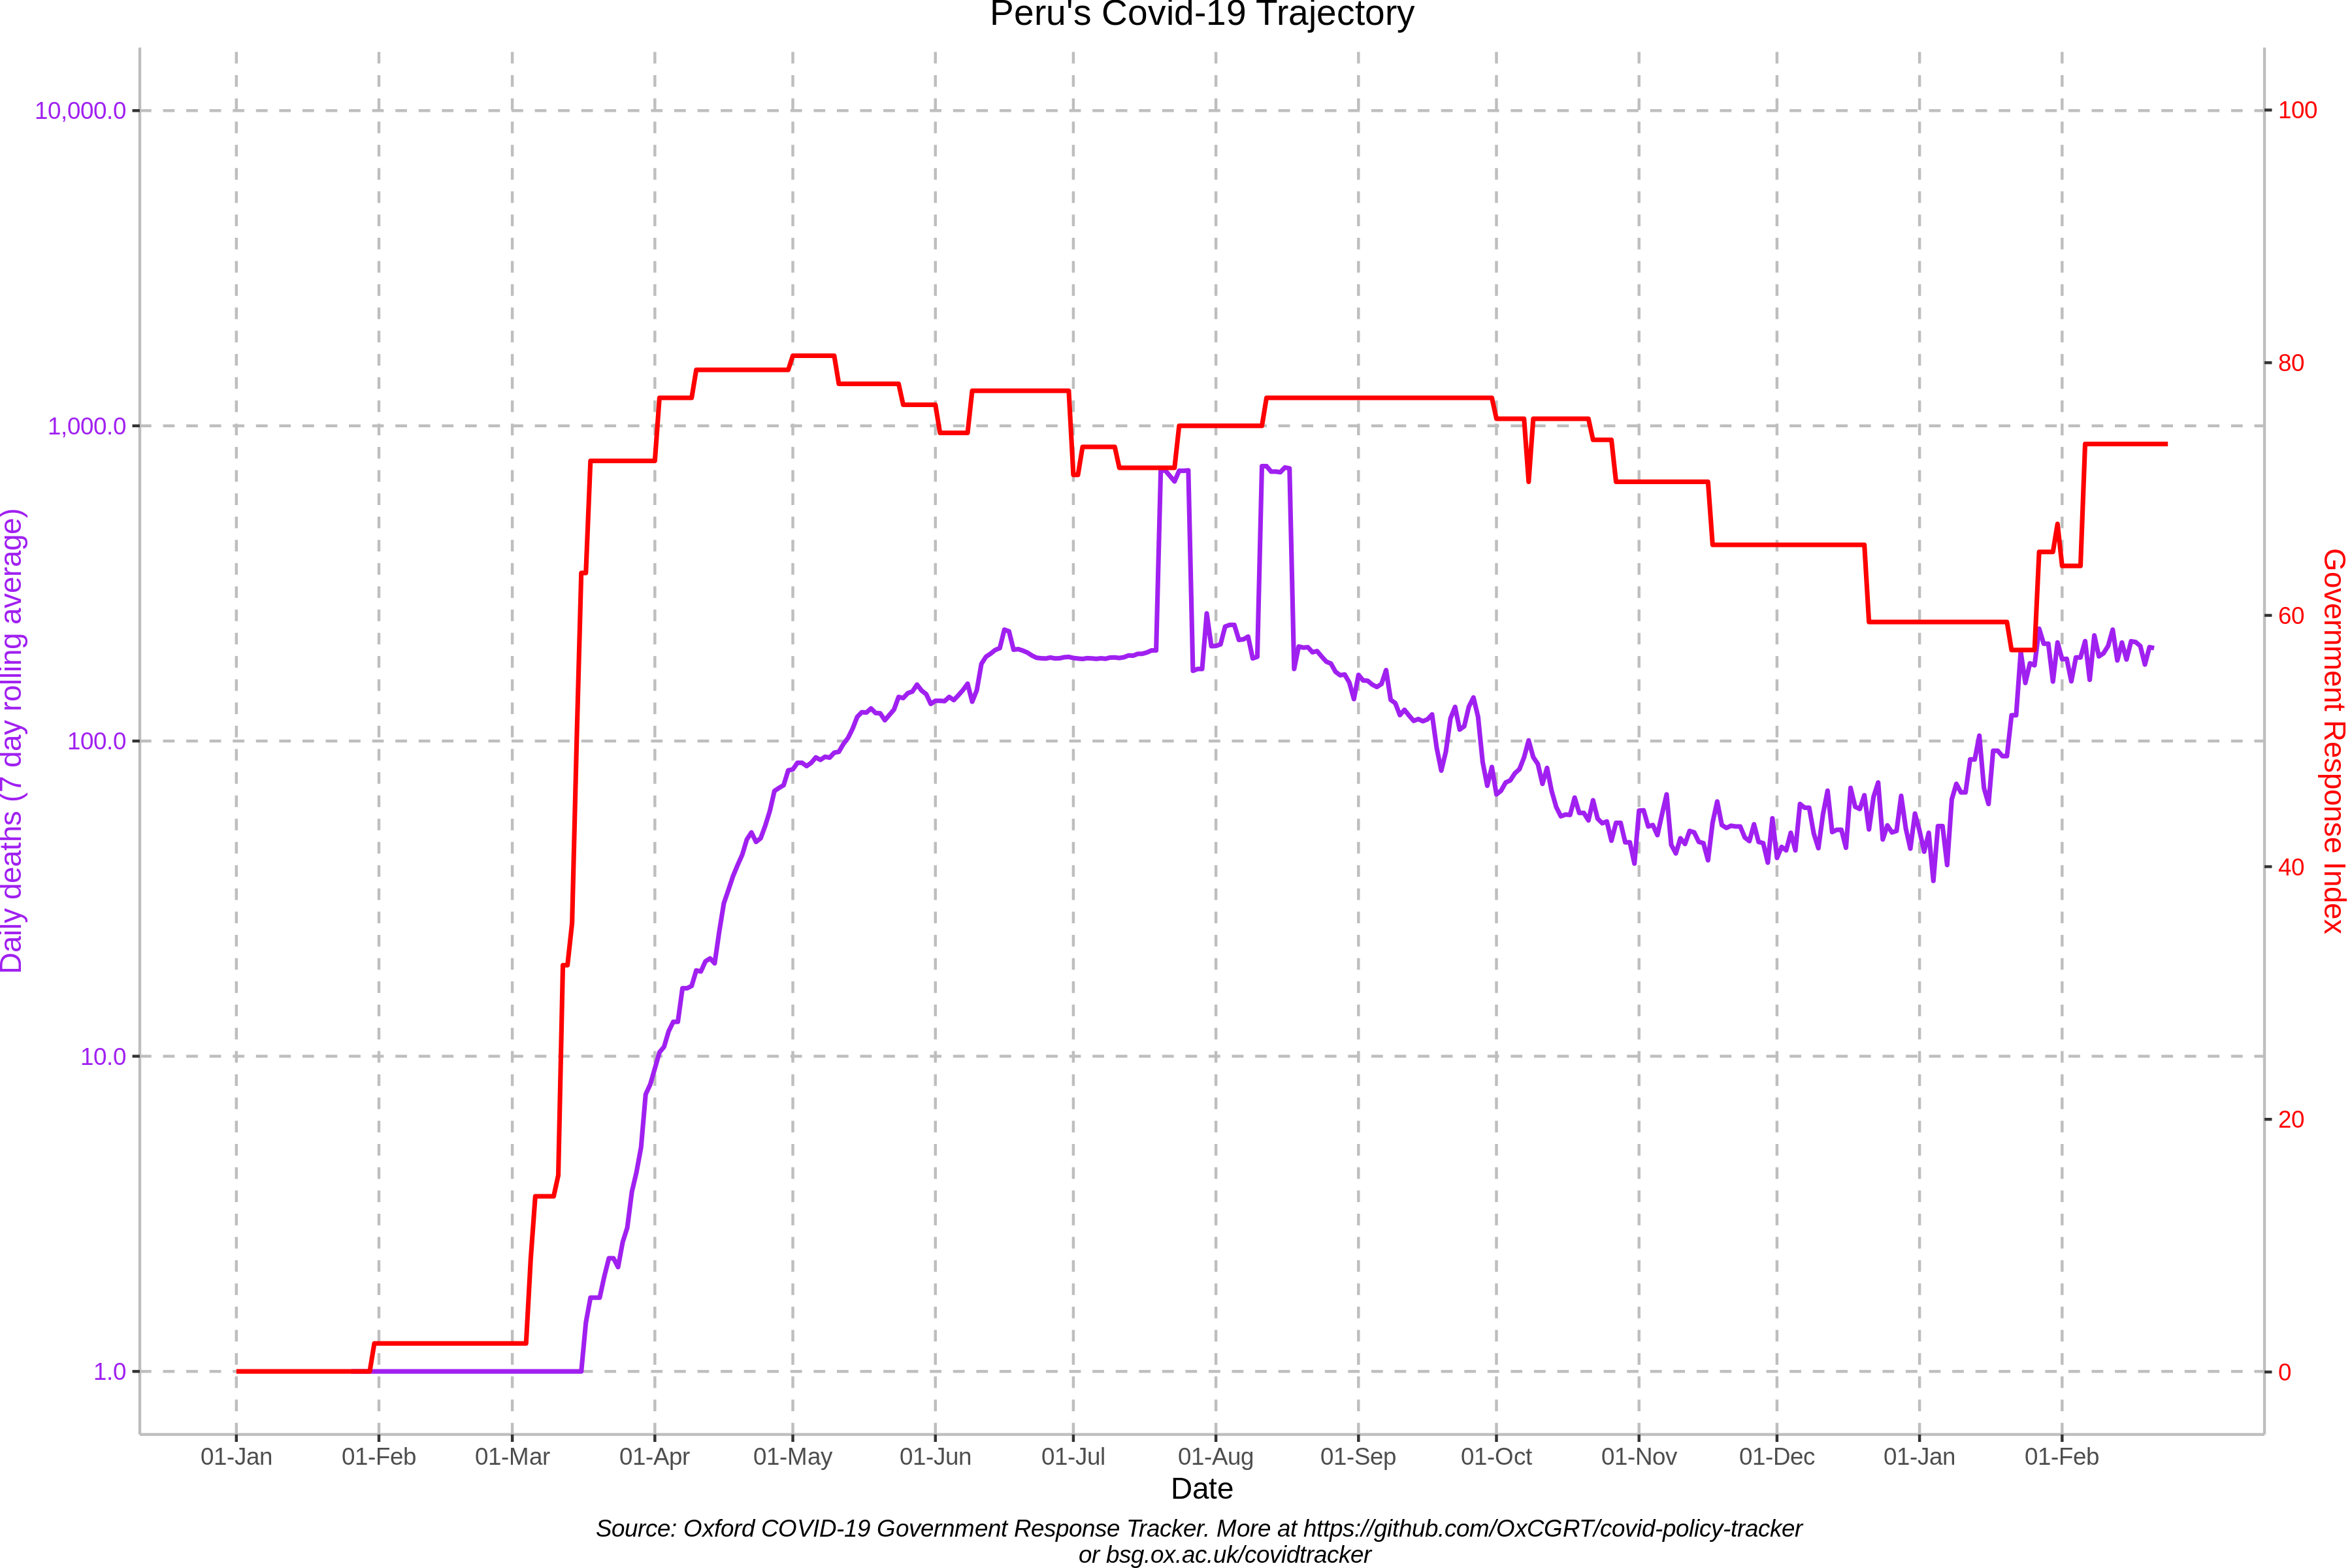 Peru's Covid-19 Trajectory
10,000.0
1,000.0
100.0
10.0
1.0
Daily deaths (7 day rolling average)
100
80
60
40
20
0
Government Response Index
01-Jan 01-Feb 01-Mar 01-Apr 01-May 01-Jun 01-Jul 01-Aug 01-Sep 01-Oct 01-Nov 01-Dec 01-Jan 01-Feb
Date
Source: Oxford COVID-19 Government Response Tracker. More at https://github.com/OxCGRT/covid-policy-tracker
or bsg.ox.ac.uk/covidtracker